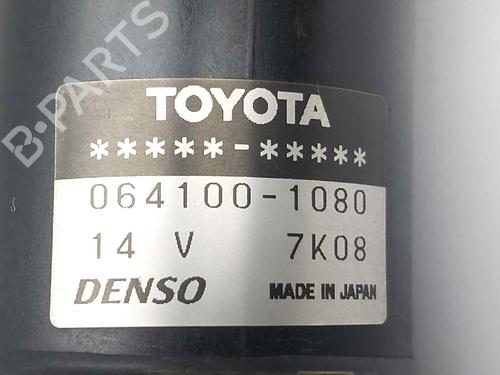 B-PARTS
TOYOTA
*****-*****
064100-1080
14 V 7K08
DENSO MADE IN JAPAN